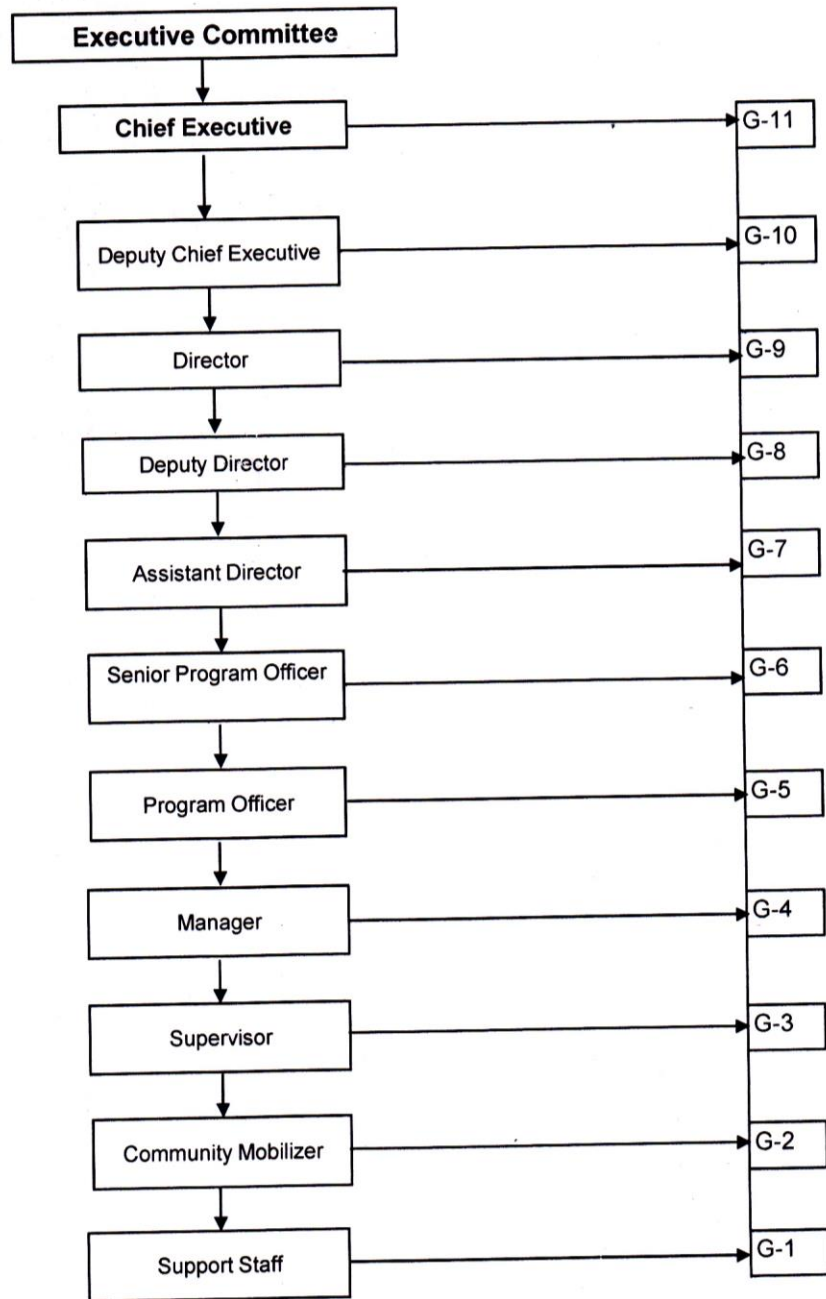 Executive Committee
Chief Executive
G-11
Deputy Chief Executive
G-10
Director
G-9
Deputy Director
G-8
Assistant Director
G-7
Senior Program Officer
G-6
Program Officer
G-5
Manager
G-4
Supervisor
G-3
Community Mobilizer
G-2
Support Staff
G-1